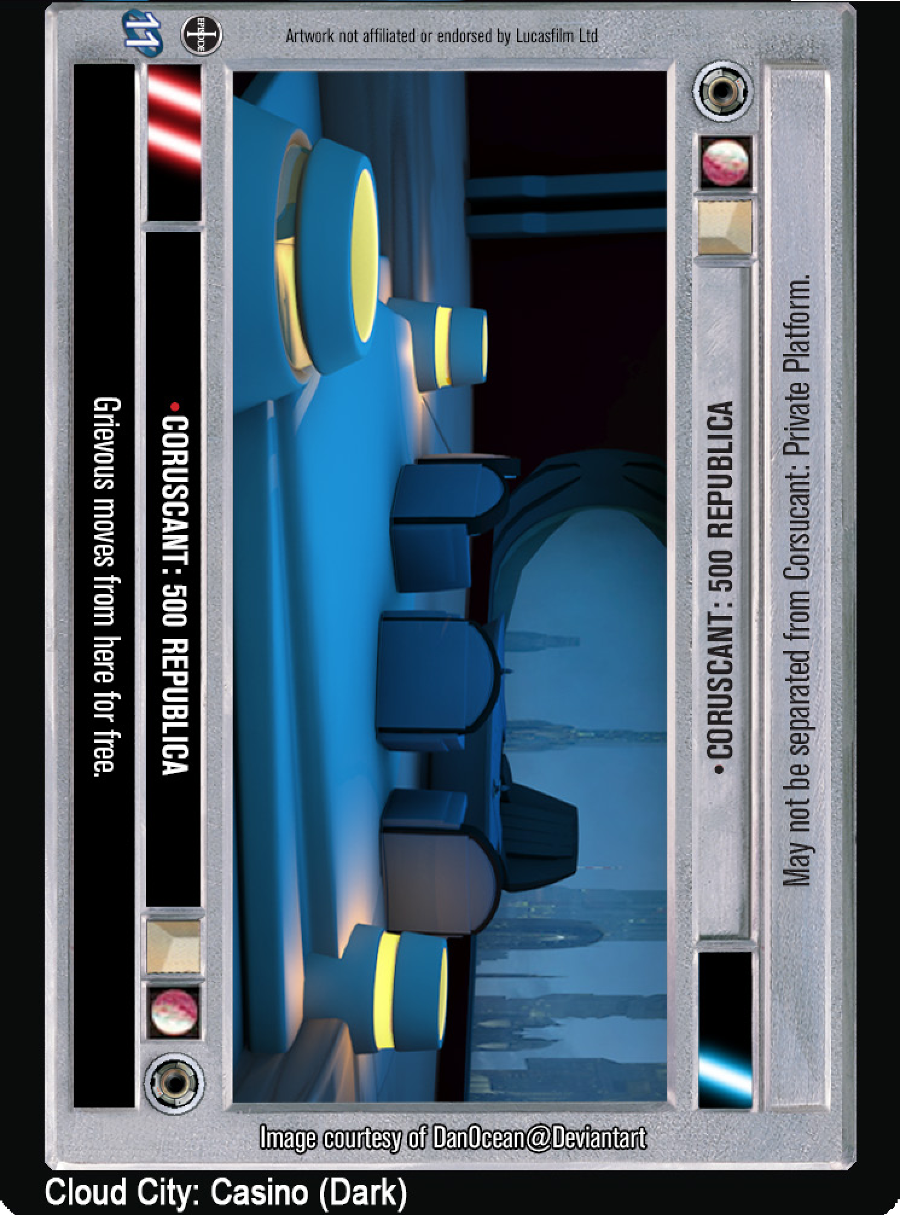 11
EPISODE
I
Artwork not affiliated or endorsed by Lucasfilm Ltd
Grievous moves from here for free.
•CORUSCANT: 500 REPUBLICA
•CORUSCANT: 500 REPUBLICA
May not be separated from Corsucant: Private Platform.
Image courtesy of DanOcean@Deviantart
Cloud City: Casino (Dark)